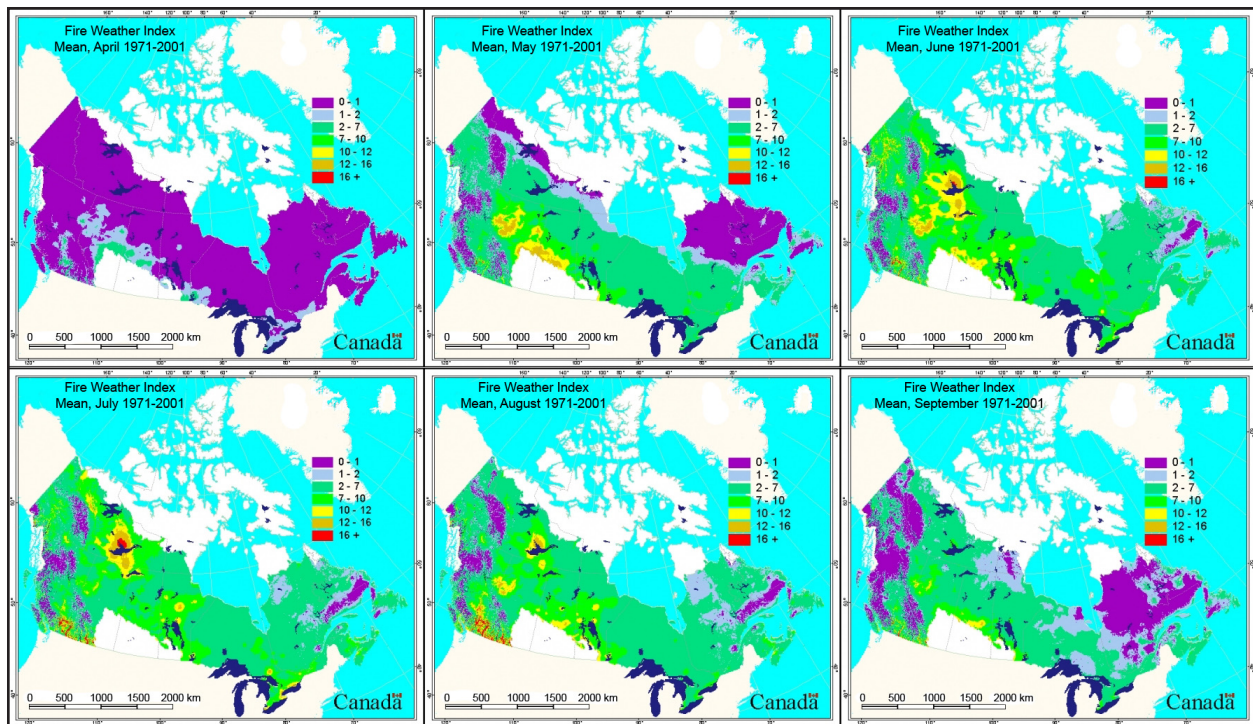 Fire Weather Index
Mean, April 1971-2001
0 - 1
1 - 2
2 - 7
7 - 10
10 - 12
12 - 16
16 +
0 500 1000 1500 2000 km
Canada
Fire Weather Index
Mean, May 1971-2001
0 - 1
1 - 2
2 - 7
7 - 10
10 - 12
12 - 16
16 +
0 500 1000 1500 2000 km
Canada
Fire Weather Index
Mean, June 1971-2001
0 - 1
1 - 2
2 - 7
7 - 10
10 - 12
12 - 16
16 +
0 500 1000 1500 2000 km
Canada
Fire Weather Index
Mean, July 1971-2001
0 - 1
1 - 2
2 - 7
7 - 10
10 - 12
12 - 16
16 +
0 500 1000 1500 2000 km
Canada
Fire Weather Index
Mean, August 1971-2001
0 - 1
1 - 2
2 - 7
7 - 10
10 - 12
12 - 16
16 +
0 500 1000 1500 2000 km
Canada
Fire Weather Index
Mean, September 1971-2001
0 - 1
1 - 2
2 - 7
7 - 10
10 - 12
12 - 16
16 +
0 500 1000 1500 2000 km
Canada